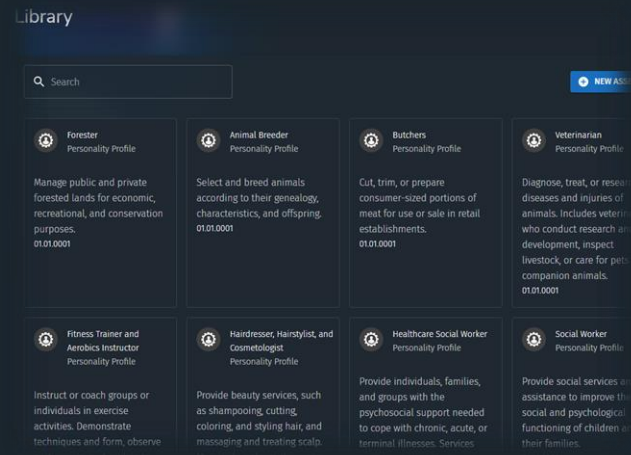 Library
Search
NEW ASS
Forester
Personality Profile
Manage public and private
forested lands for economic,
recreational, and conservation
purposes.
01.01.0001
Animal Breeder
Personality Profile
Select and breed animals
according to their genealogy,
characteristics, and offspring.
01.01.0001
Butchers
Personality Profile
Cut, trim, or prepare
consumer-sized portions of
meat for use or sale in retail
establishments.
01.01.0001
Veterinarian
Personality Profile
Diagnose, treat, or resear
diseases and injuries of
animals. Includes veterin
who conduct research an
development, inspect
livestock, or care for pets
companion animals.
01.01.0001
Fitness Trainer and
Aerobics Instructor
Personality Profile
Instruct or coach groups or
individuals in exercise
activities. Demonstrate
techniques and form, observe
Hairdresser, Hairstylist, and
Cosmetologist
Personality Profile
Provide beauty services, such
as shampooing, cutting,
coloring, and styling hair, and
massaging and treating scalp.
Healthcare Social Worker
Personality Profile
Provide individuals, families,
and groups with the
psychosocial support needed
to cope with chronic, acute, or
terminal illnesses. Services
Social Worker
Personality Profile
Provide social services a
assistance to improve the
social and psychological
functioning of children a
their families.